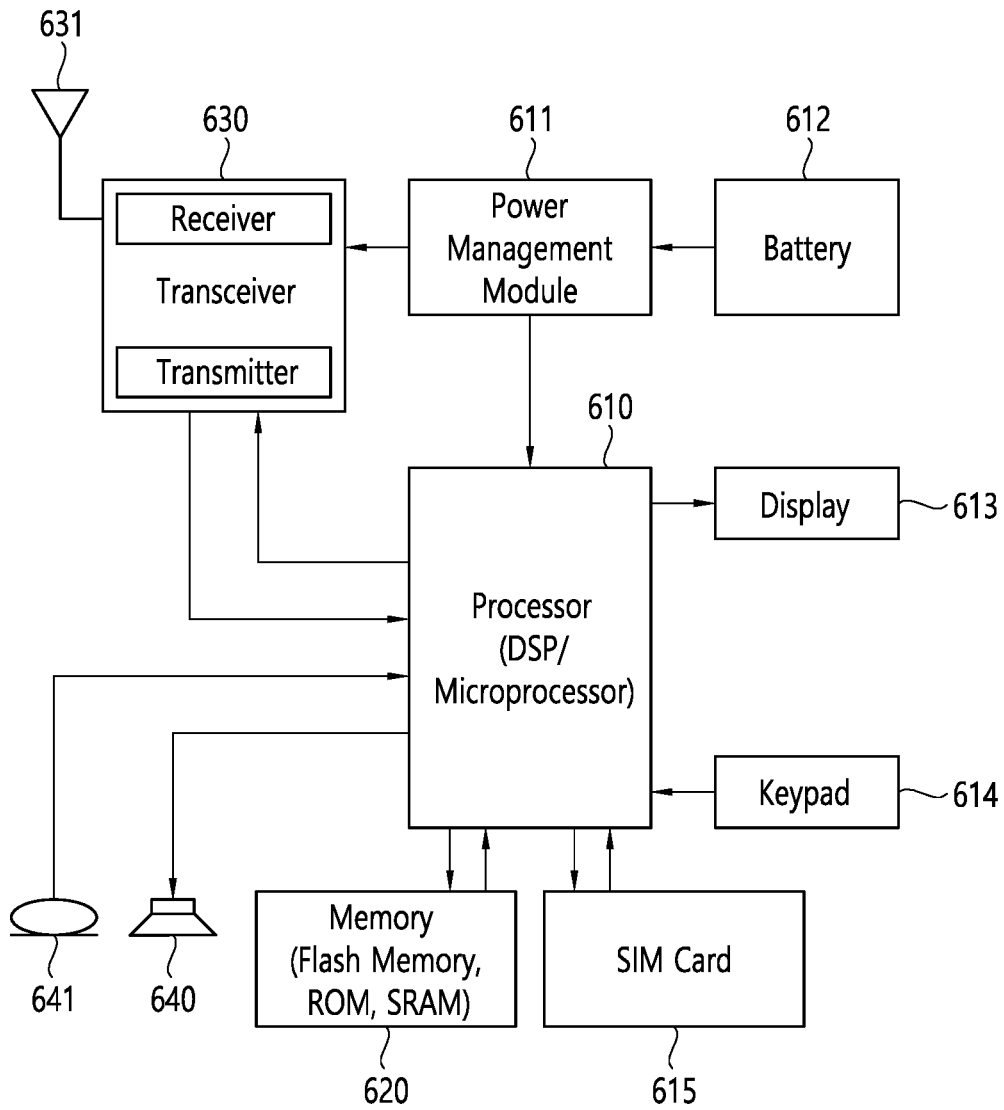 631
630
611
612
Receiver
Transceiver
Transmitter
Power
Management
Module
Battery
610
Display
613
Processor
(DSP/
Microprocessor)
Keypad
614
641
640
Memory
(Flash Memory,
ROM, SRAM)
SIM Card
620
615